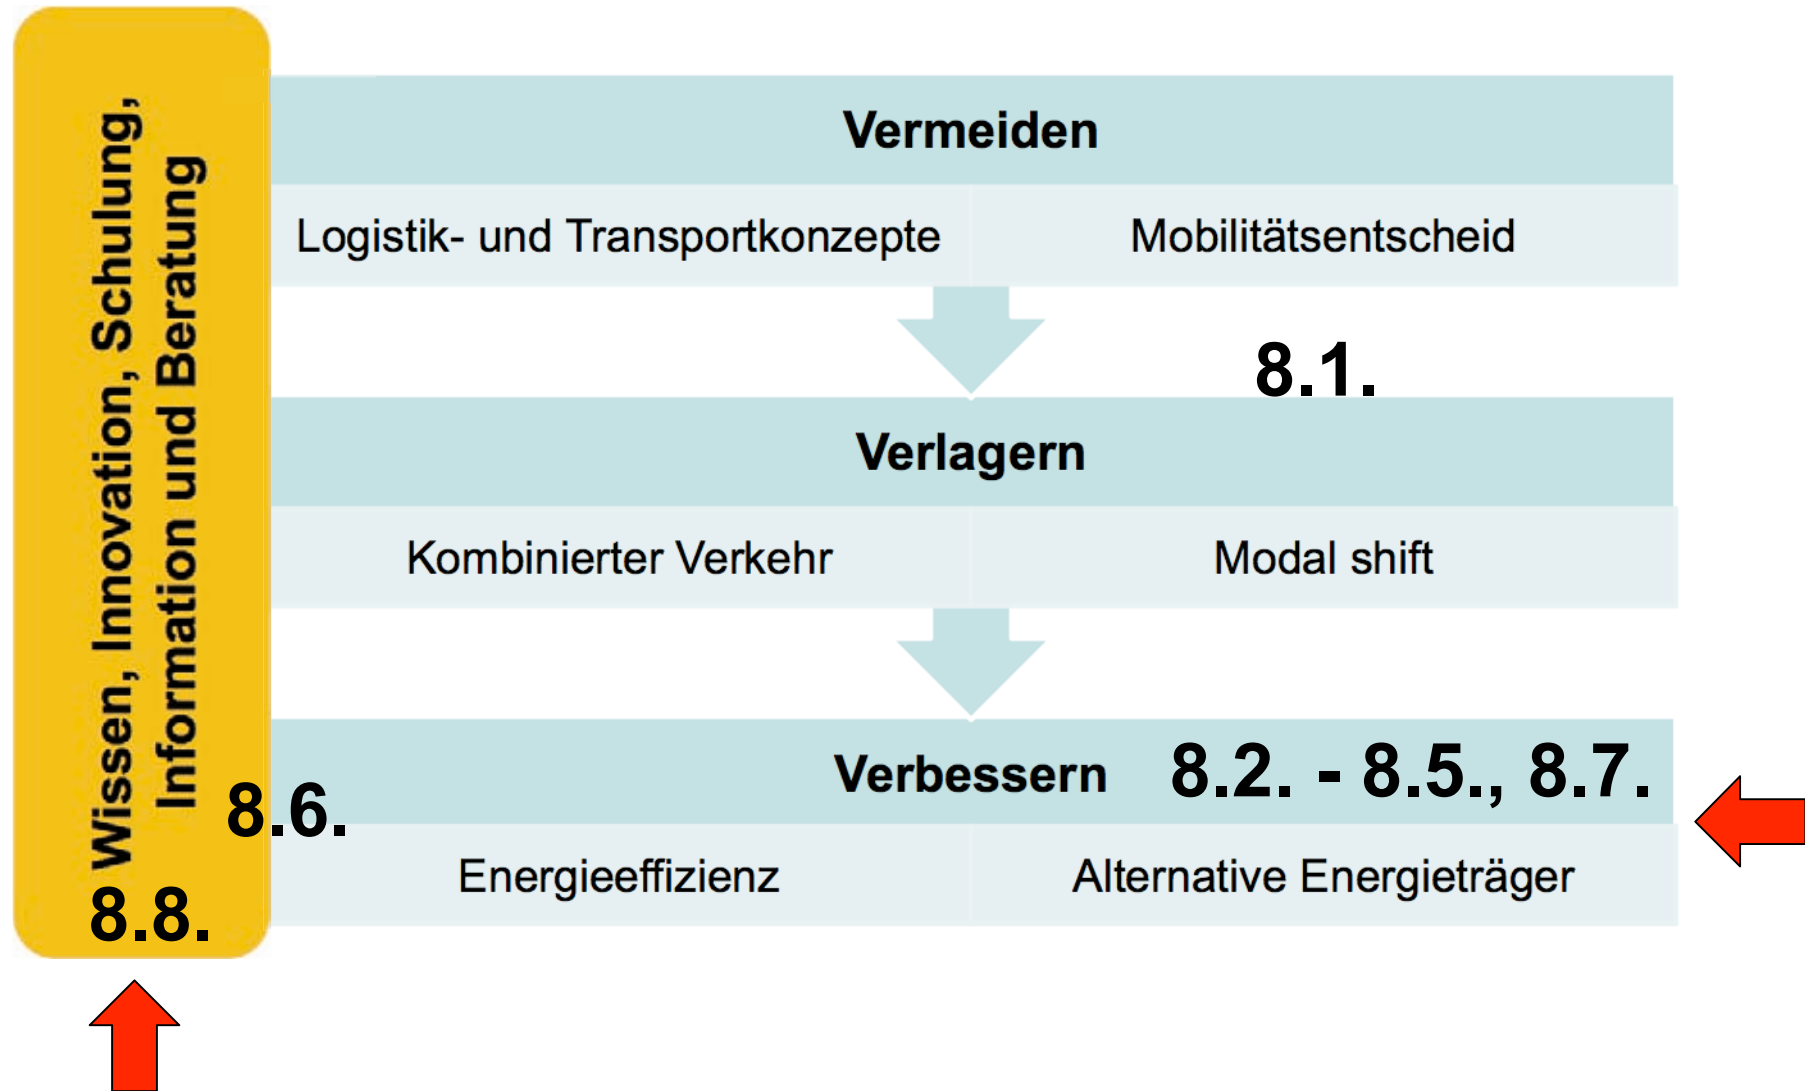 Wissen, Innovation, Schulung,
Information und Beratung
Vermeiden
Logistik- und Transportkonzepte
Mobilitätsentscheid
8.1.
Verlagern
Kombinierter Verkehr
Modal shift
Verbessern
8.2. - 8.5., 8.7.
8.6.
Energieeffizienz
Alternative Energieträger
8.8.